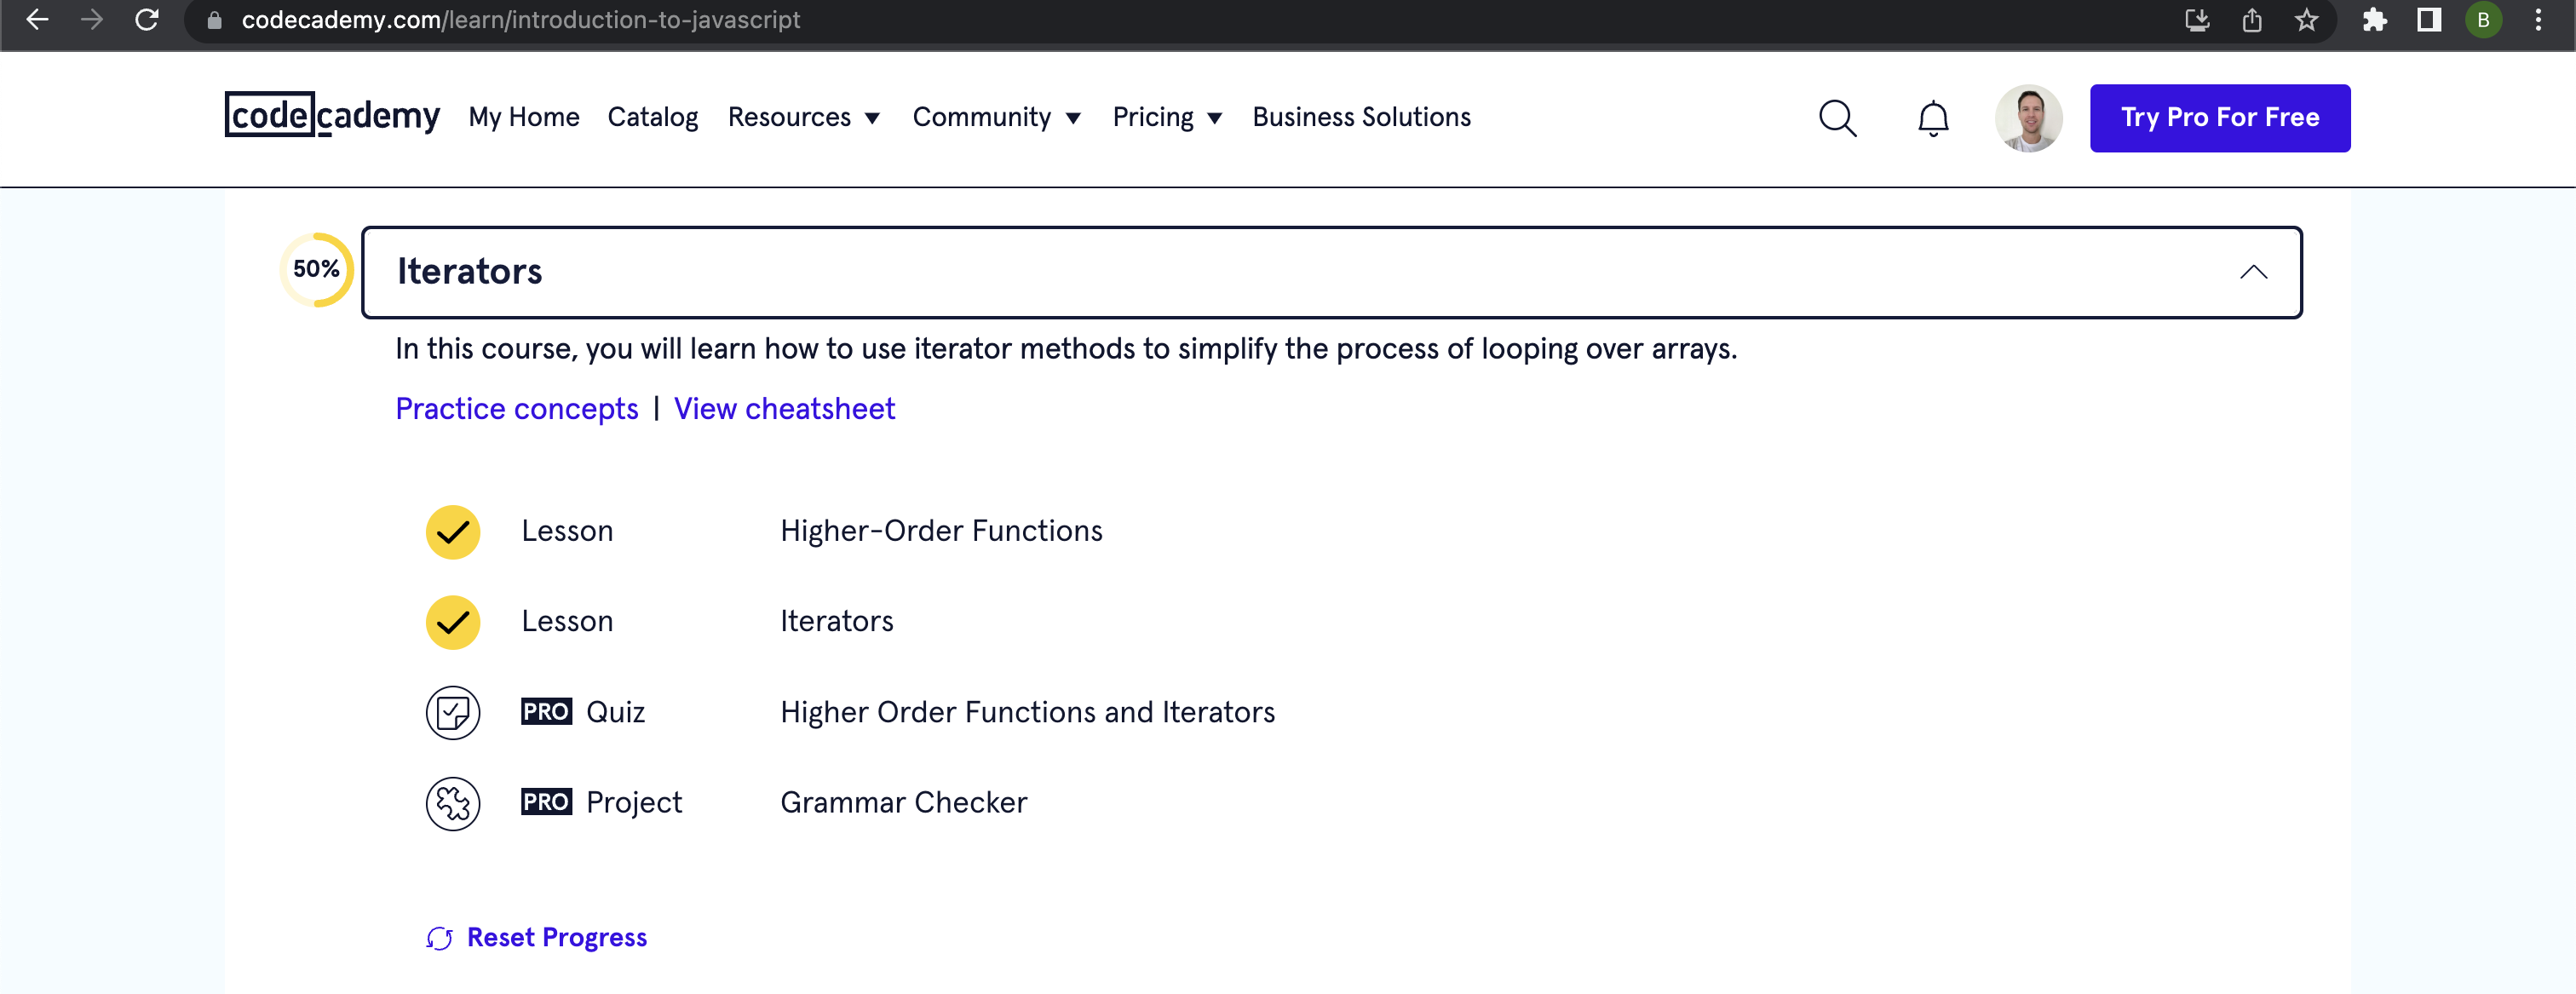 codecademy.com/learn/introduction-to-javascript
B
codecademy My Home Catalog Resources Community Pricing Business Solutions Try Pro For Free
50% Iterators
In this course, you will learn how to use iterator methods to simplify the process of looping over arrays.
Practice concepts | View cheatsheet
Lesson Higher-Order Functions
Lesson Iterators
PRO Quiz Higher Order Functions and Iterators
PRO Project Grammar Checker
Reset Progress